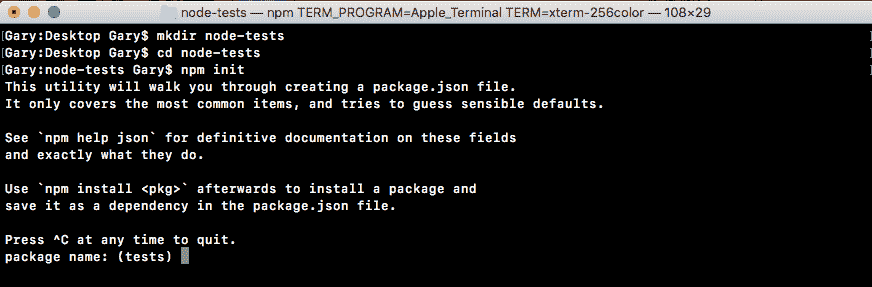 node-tests — npm TERM_PROGRAM=Apple_Terminal TERM=xterm-256color — 108×29
[Gary:Desktop Gary$ mkdir node-tests ]
[Gary:Desktop Gary$ cd node-tests ]
[Gary:node-tests Gary$ npm init ]
This utility will walk you through creating a package.json file.
It only covers the most common items, and tries to guess sensible defaults.
See `npm help json` for definitive documentation on these fields
and exactly what they do.
Use `npm install <pkg>` afterwards to install a package and
save it as a dependency in the package.json file.
Press ^C at any time to quit.
package name: (tests)